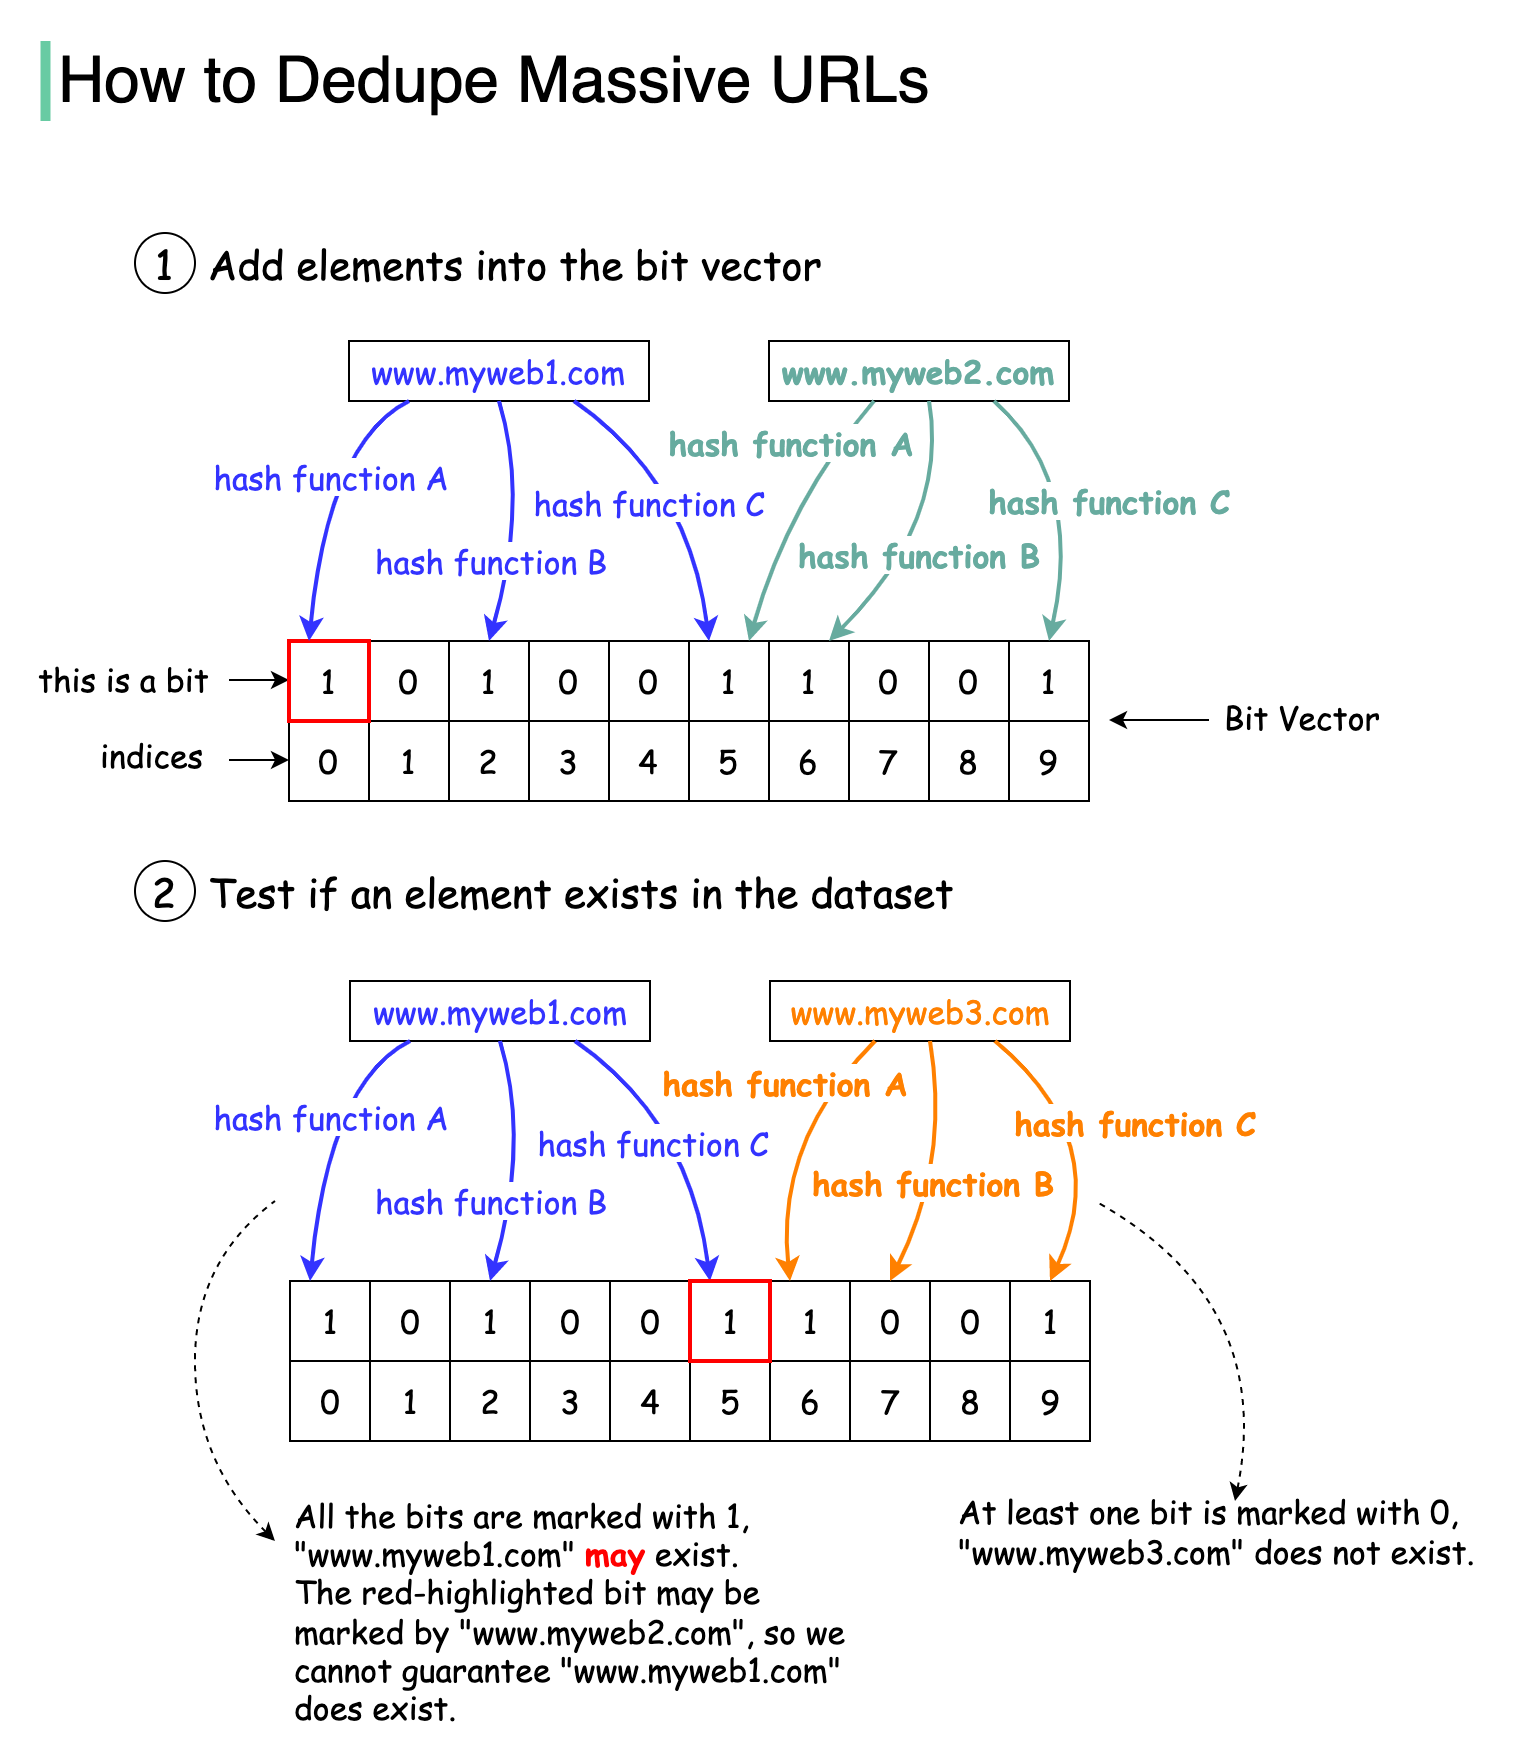 How to Dedupe Massive URLs
1 Add elements into the bit vector
www.myweb1.com www.myweb2.com
hash function A
hash function A
hash function C
hash function C
hash function B
hash function B
this is a bit 1 0 1 0 0 1 1 0 0 1
Bit Vector
indices 0 1 2 3 4 5 6 7 8 9
2 Test if an element exists in the dataset
www.myweb1.com www.myweb3.com
hash function A
hash function A
hash function C
hash function C
hash function B
hash function B
1 0 1 0 0 1 1 0 0 1
0 1 2 3 4 5 6 7 8 9
All the bits are marked with 1,
"www.myweb1.com" may exist.
The red-highlighted bit may be
marked by "www.myweb2.com", so we
cannot guarantee "www.myweb1.com"
does exist.
At least one bit is marked with 0,
"www.myweb3.com" does not exist.